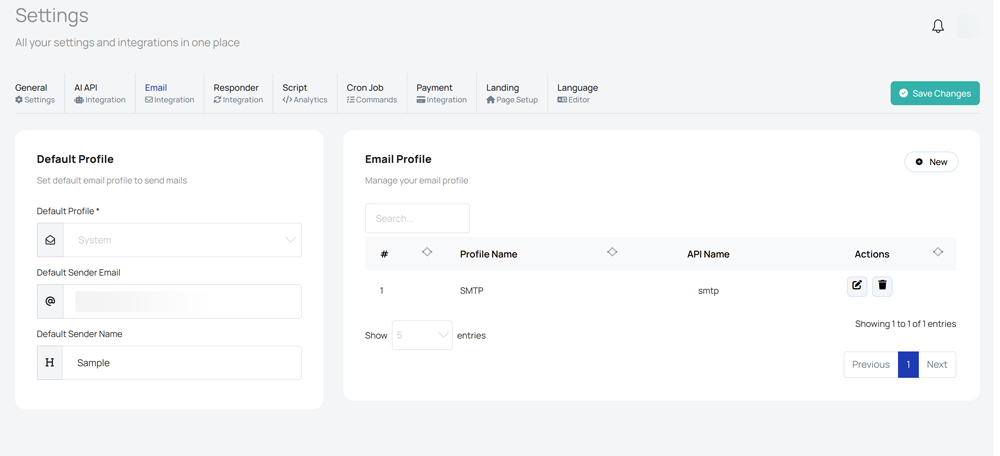 Settings
All your settings and integrations in one place
General AI API Email Responder Script Cron Job Payment Landing Language
Settings Integration Integration Integration Analytics Commands Integration Page Setup Editor
Save Changes
Default Profile
Set default email profile to send mails
Default Profile *
System
Default Sender Email
@
Default Sender Name
H Sample
Email Profile
Manage your email profile
New
Search...
# Profile Name API Name Actions
1 SMTP smtp
Show 5 entries
Showing 1 to 1 of 1 entries
Previous 1 Next